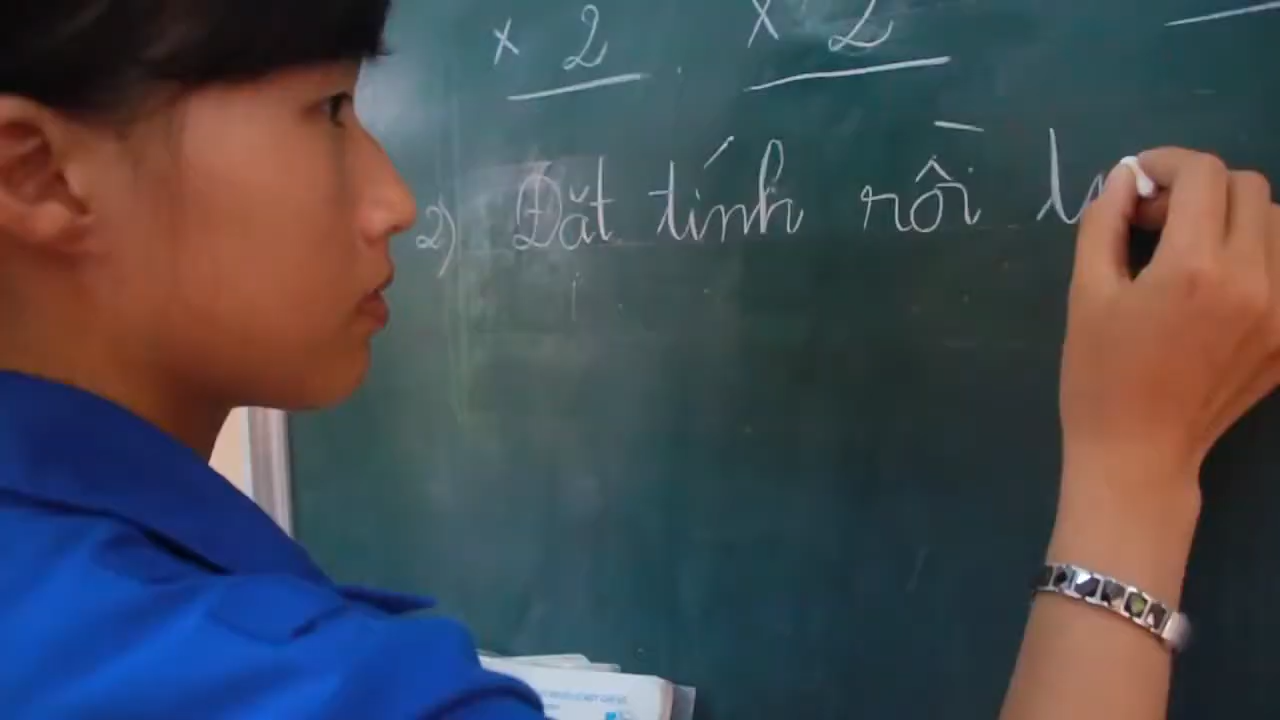 × 2 × 2
2) Đặt tính rồi t